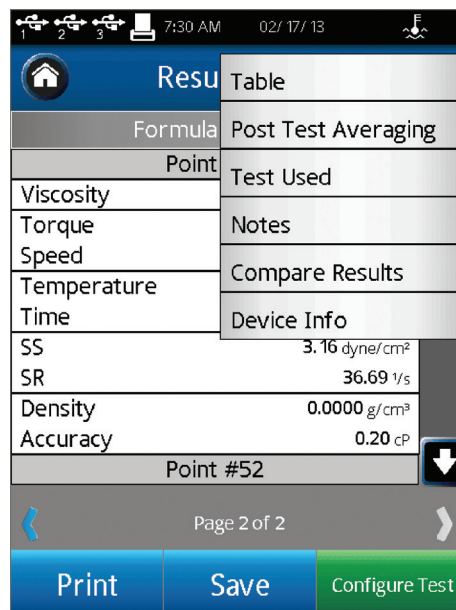 1 2 3 7:30 AM 02/17/13 F
Resu
Table
Formula
Post Test Averaging
Point
Test Used
Viscosity
Torque
Notes
Speed
Compare Results
Temperature
Time
Device Info
SS 3.16 dyne/cm²
SR 36.69 1/s
Density 0.0000 g/cm³
Accuracy 0.20 cP
Point #52
Page 2 of 2
Print Save Configure Test